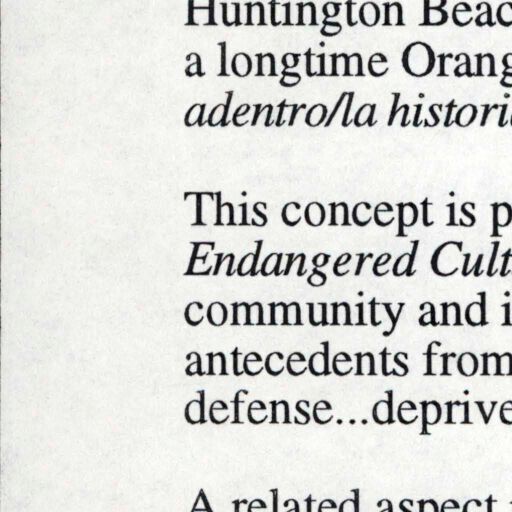 Huntington Beac
a longtime Orang
adentro/la histori
This concept is p
Endangered Cult
community and i
antecedents from
defense...deprive
A related aspect